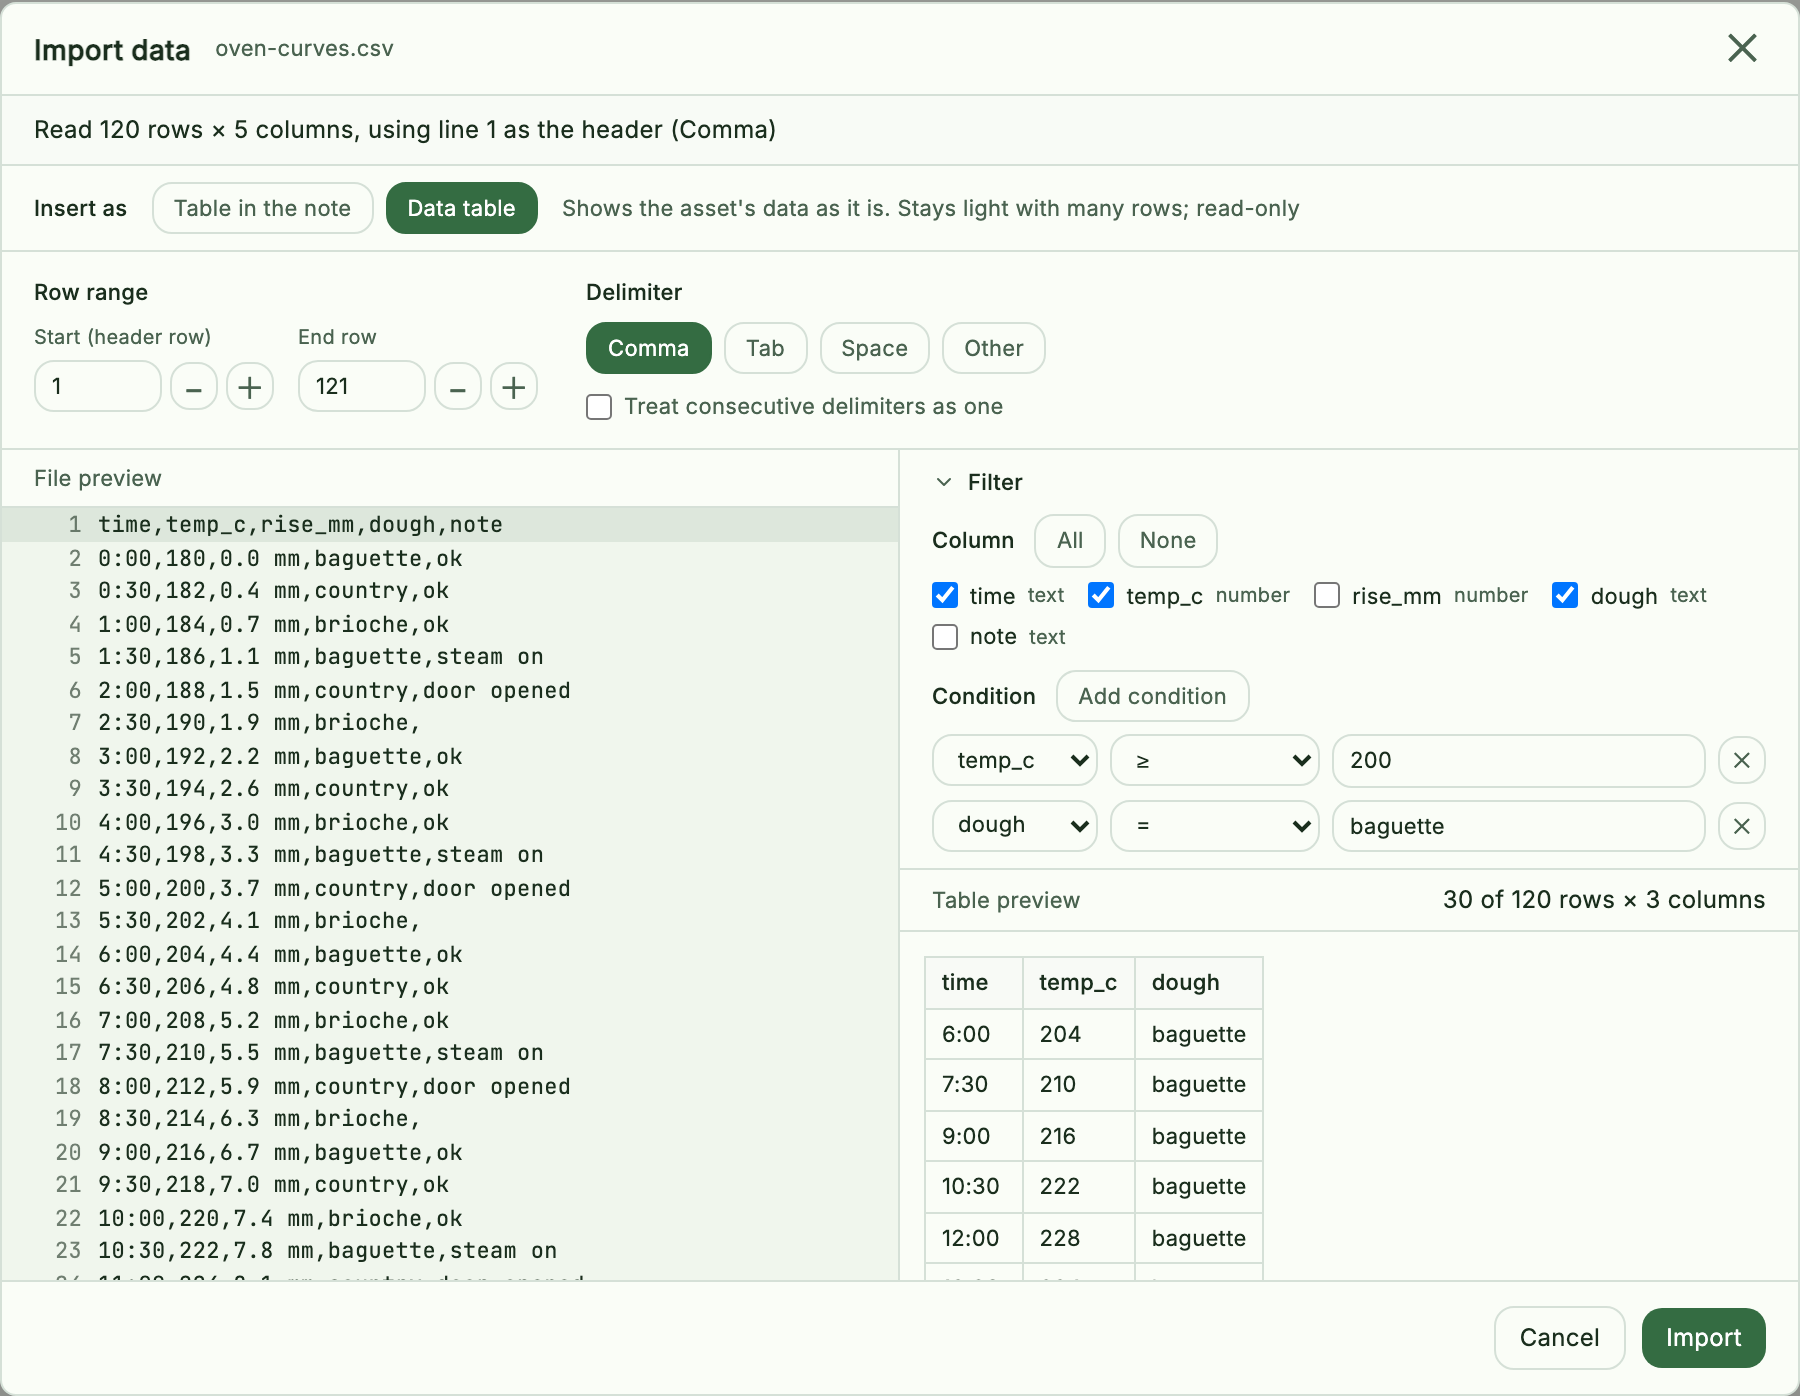 Import data oven-curves.csv
Read 120 rows × 5 columns, using line 1 as the header (Comma)
Insert as Table in the note Data table Shows the asset's data as it is. Stays light with many rows; read-only
Row range
Start (header row) End row
1 − + 121 − +
Delimiter
Comma Tab Space Other
Treat consecutive delimiters as one
File preview
1 time,temp_c,rise_mm,dough,note
2 0:00,180,0.0 mm,baguette,ok
3 0:30,182,0.4 mm,country,ok
4 1:00,184,0.7 mm,brioche,ok
5 1:30,186,1.1 mm,baguette,steam on
6 2:00,188,1.5 mm,country,door opened
7 2:30,190,1.9 mm,brioche,
8 3:00,192,2.2 mm,baguette,ok
9 3:30,194,2.6 mm,country,ok
10 4:00,196,3.0 mm,brioche,ok
11 4:30,198,3.3 mm,baguette,steam on
12 5:00,200,3.7 mm,country,door opened
13 5:30,202,4.1 mm,brioche,
14 6:00,204,4.4 mm,baguette,ok
15 6:30,206,4.8 mm,country,ok
16 7:00,208,5.2 mm,brioche,ok
17 7:30,210,5.5 mm,baguette,steam on
18 8:00,212,5.9 mm,country,door opened
19 8:30,214,6.3 mm,brioche,
20 9:00,216,6.7 mm,baguette,ok
21 9:30,218,7.0 mm,country,ok
22 10:00,220,7.4 mm,brioche,ok
23 10:30,222,7.8 mm,baguette,steam on
Filter
Column All None
time text temp_c number rise_mm number dough text
note text
Condition Add condition
temp_c ≥ 200
dough = baguette
Table preview 30 of 120 rows × 3 columns
time temp_c dough
6:00 204 baguette
7:30 210 baguette
9:00 216 baguette
10:30 222 baguette
12:00 228 baguette
Cancel Import